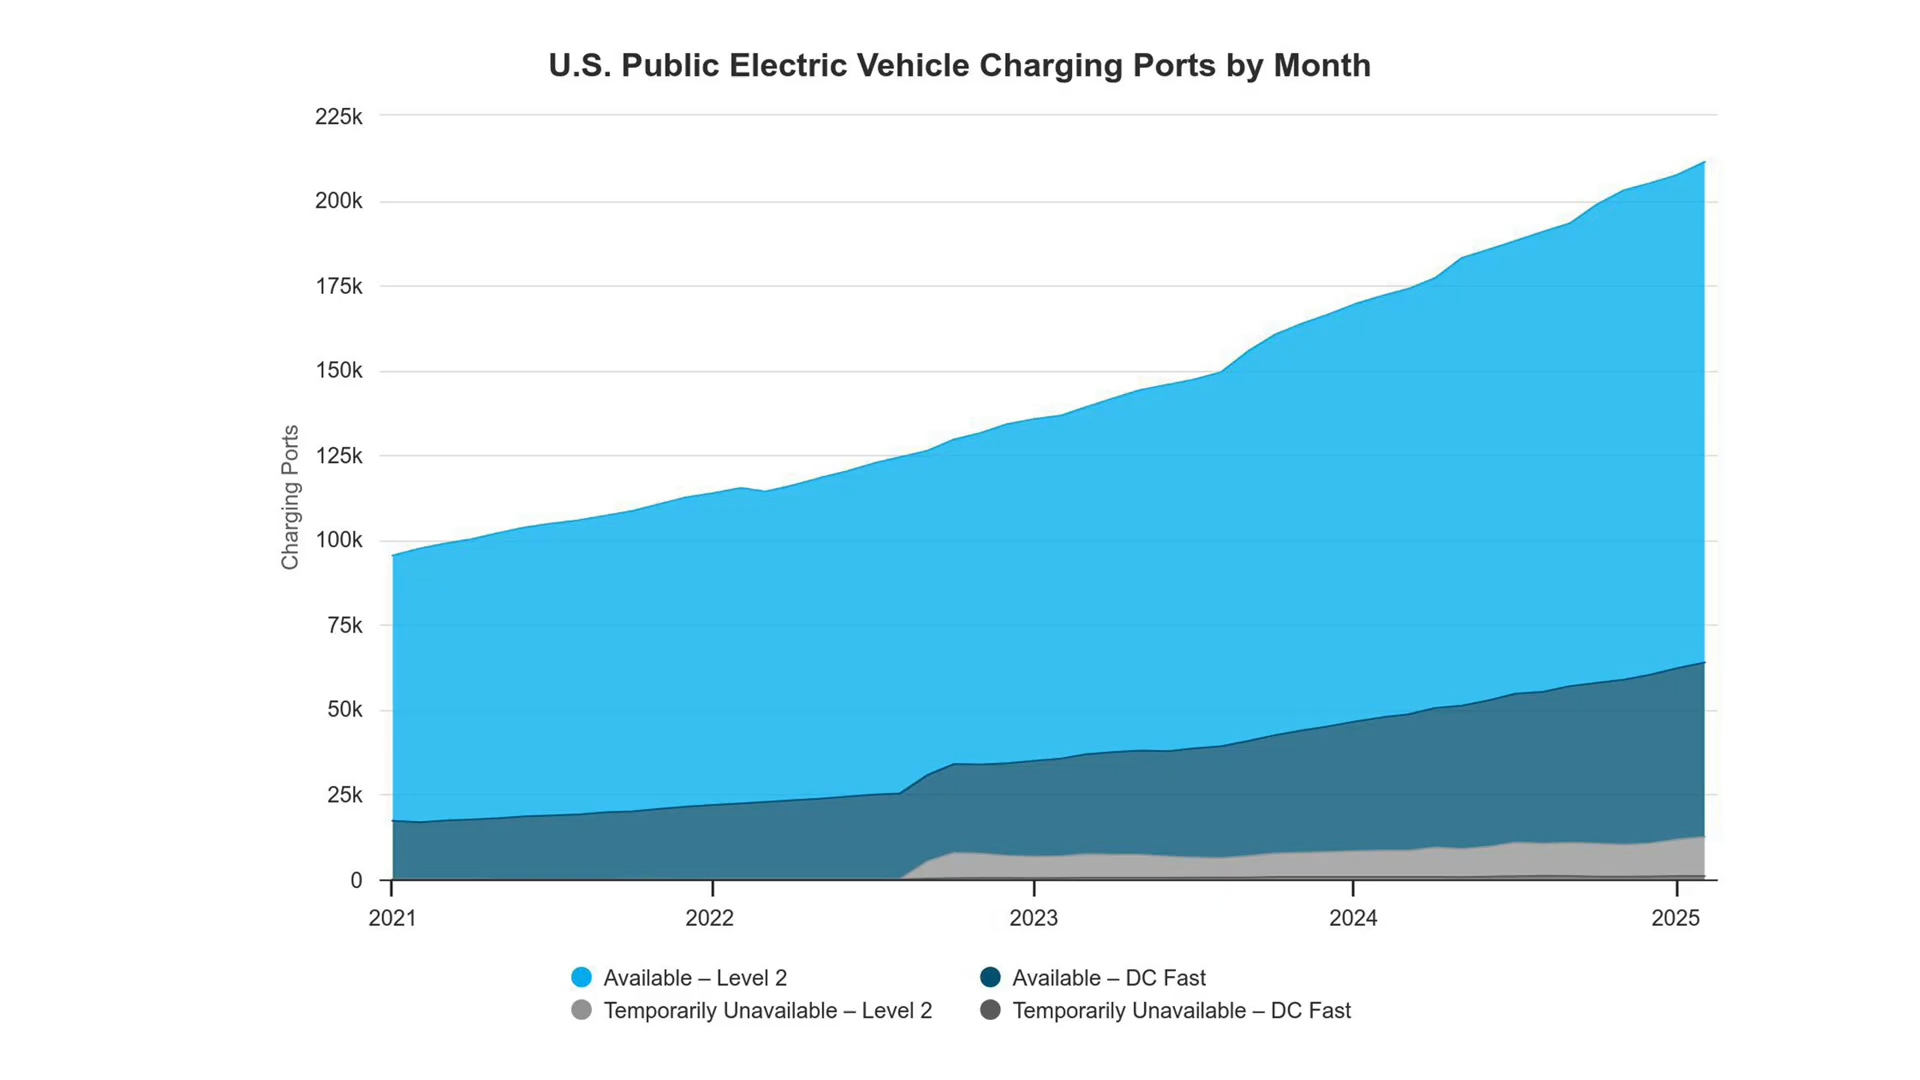 U.S. Public Electric Vehicle Charging Ports by Month
225k
200k
175k
150k
125k
100k
75k
50k
25k
0
Charging Ports
2021
2022
2023
2024
2025
Available – Level 2
Available – DC Fast
Temporarily Unavailable – Level 2
Temporarily Unavailable – DC Fast